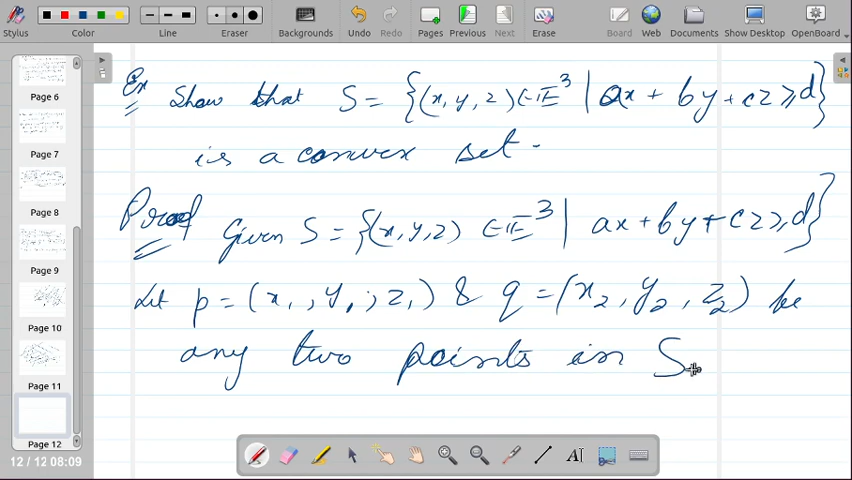 Stylus Color Line Eraser Backgrounds Undo Redo Pages Previous Next Erase Board Web Documents Show Desktop OpenBoard
Page 6
Page 7
Page 8
Page 9
Page 10
Page 11
Page 12
12 / 12 08:09
Ex Show that S = {(x, y, z) ∈ E³ | ax + by + cz ≥ d}
is a convex set.
Proof Given S = {(x, y, z) ∈ E³ | ax + by + cz ≥ d}
Let p = (x₁, y₁, z₁) & q = (x₂, y₂, z₂) be
any two points in S